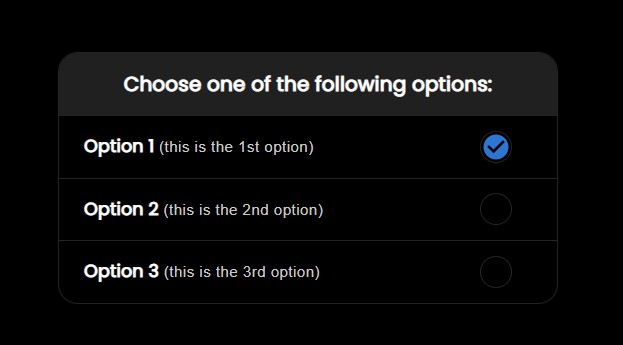 Choose one of the following options:
Option 1 (this is the 1st option)
Option 2 (this is the 2nd option)
Option 3 (this is the 3rd option)